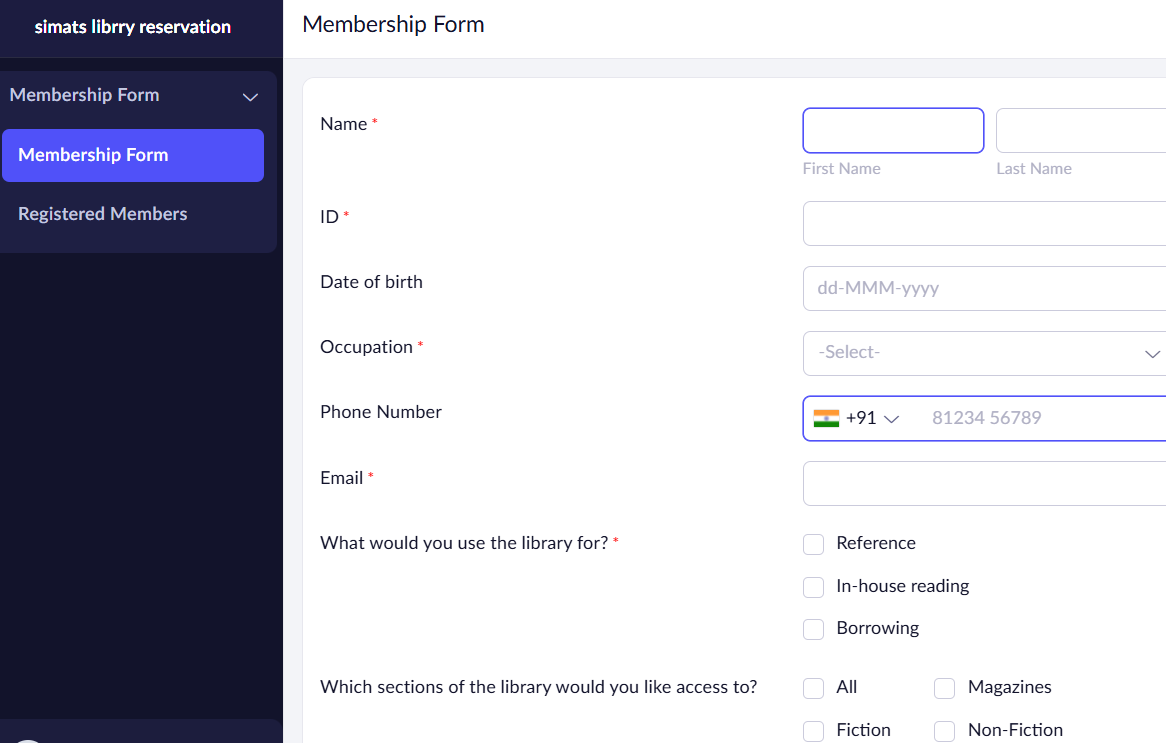 simats librry reservation
Membership Form
Membership Form
Membership Form
Registered Members
Name *
First Name
Last Name
ID *
Date of birth
dd-MMM-yyyy
Occupation *
-Select-
Phone Number
+91
81234 56789
Email *
What would you use the library for? *
Reference
In-house reading
Borrowing
Which sections of the library would you like access to?
All
Magazines
Fiction
Non-Fiction